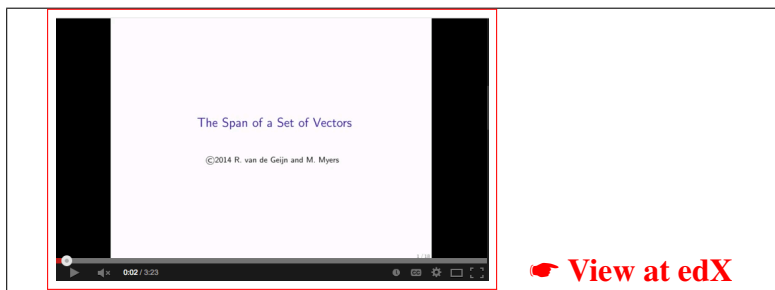 The Span of a Set of Vectors
©2014 R. van de Geijn and M. Myers
0:02 / 3:23
☛ View at edX